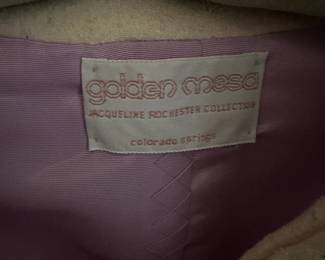 golden mesa
JACQUELINE ROCHESTER COLLECTION
colorado springs